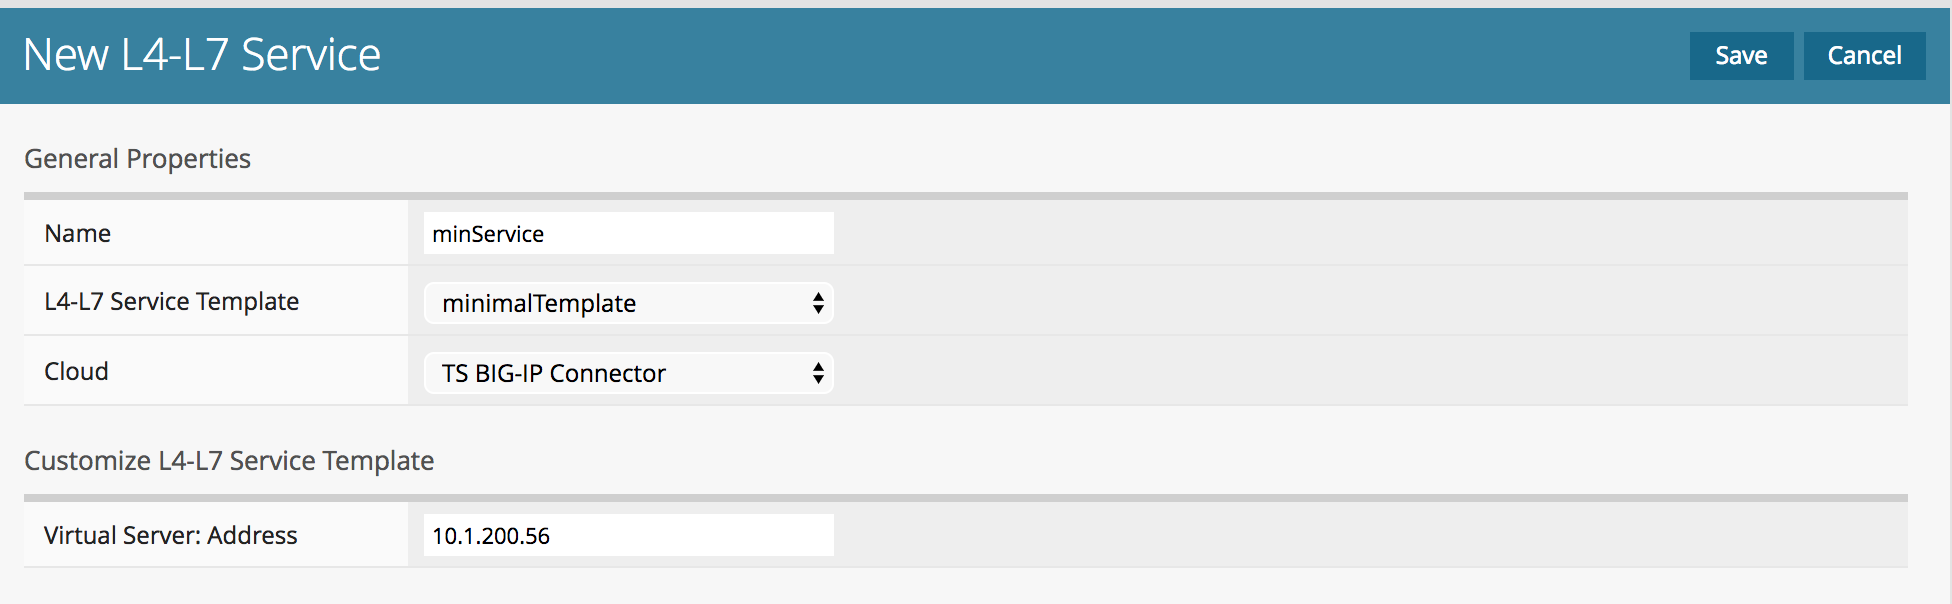 New L4-L7 Service
Save Cancel
General Properties
Name minService
L4-L7 Service Template minimalTemplate
Cloud TS BIG-IP Connector
Customize L4-L7 Service Template
Virtual Server: Address 10.1.200.56